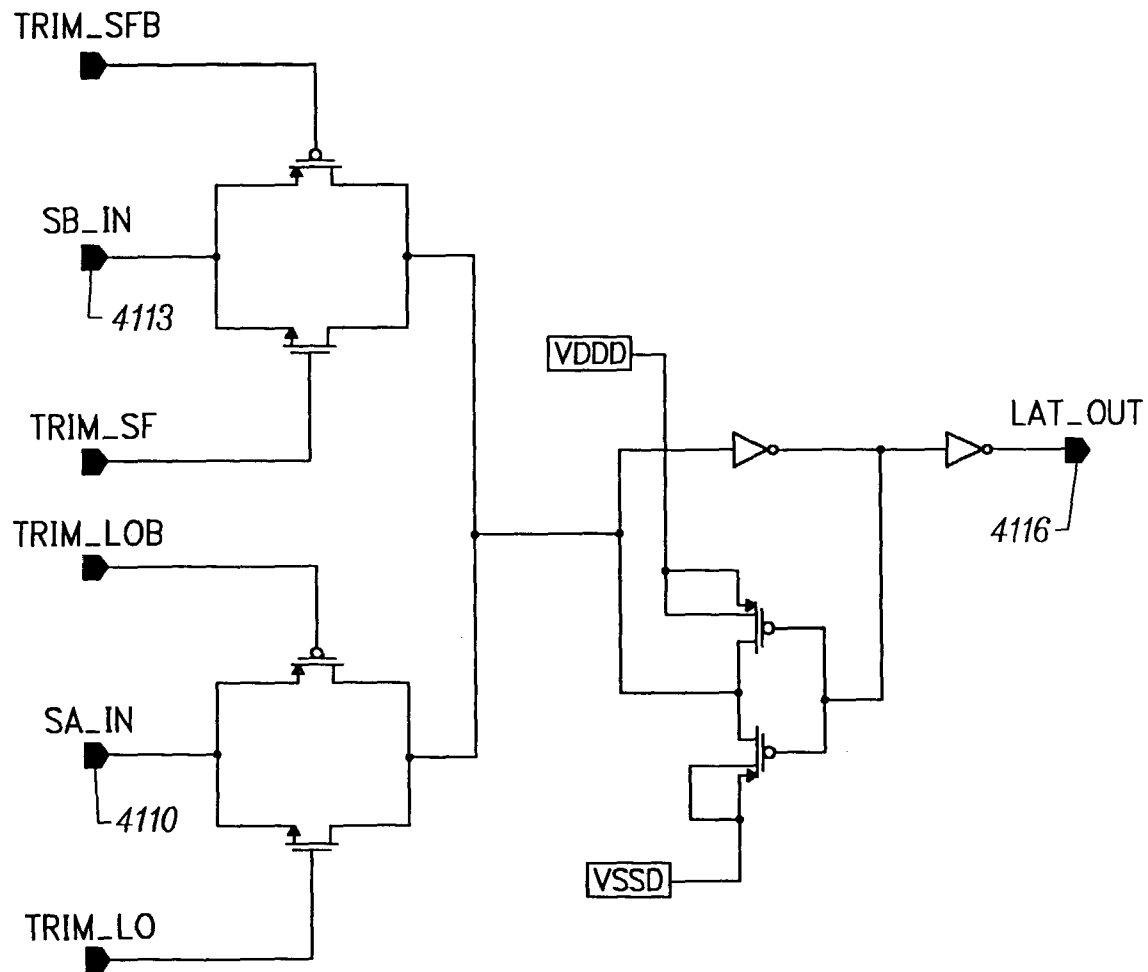 TRIM_SFB
SB_IN
4113
TRIM_SF
VDDD
LAT_OUT
4116
TRIM_LOB
SA_IN
4110
VSSD
TRIM_LO